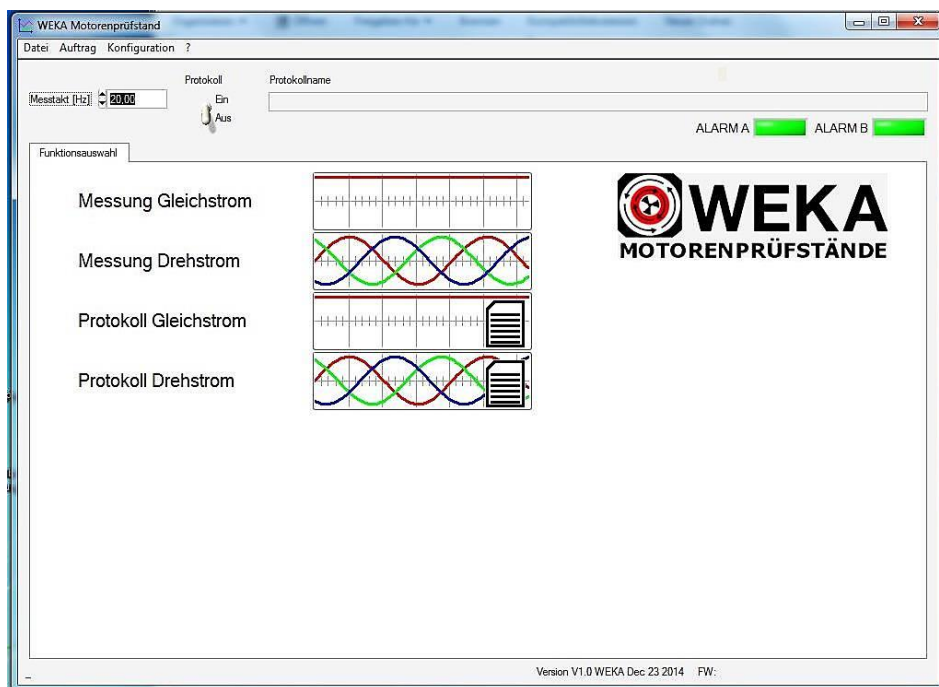 WEKA Motorenprüfstand
Datei Auftrag Konfiguration ?
Protokoll Protokollname
Messtakt [Hz] 20,00 Ein
Aus
ALARM A ALARM B
Funktionsauswahl
Messung Gleichstrom
WEKA
MOTORENPRÜFSTÄNDE
Messung Drehstrom
Protokoll Gleichstrom
Protokoll Drehstrom
Version V1.0 WEKA Dec 23 2014 FW: